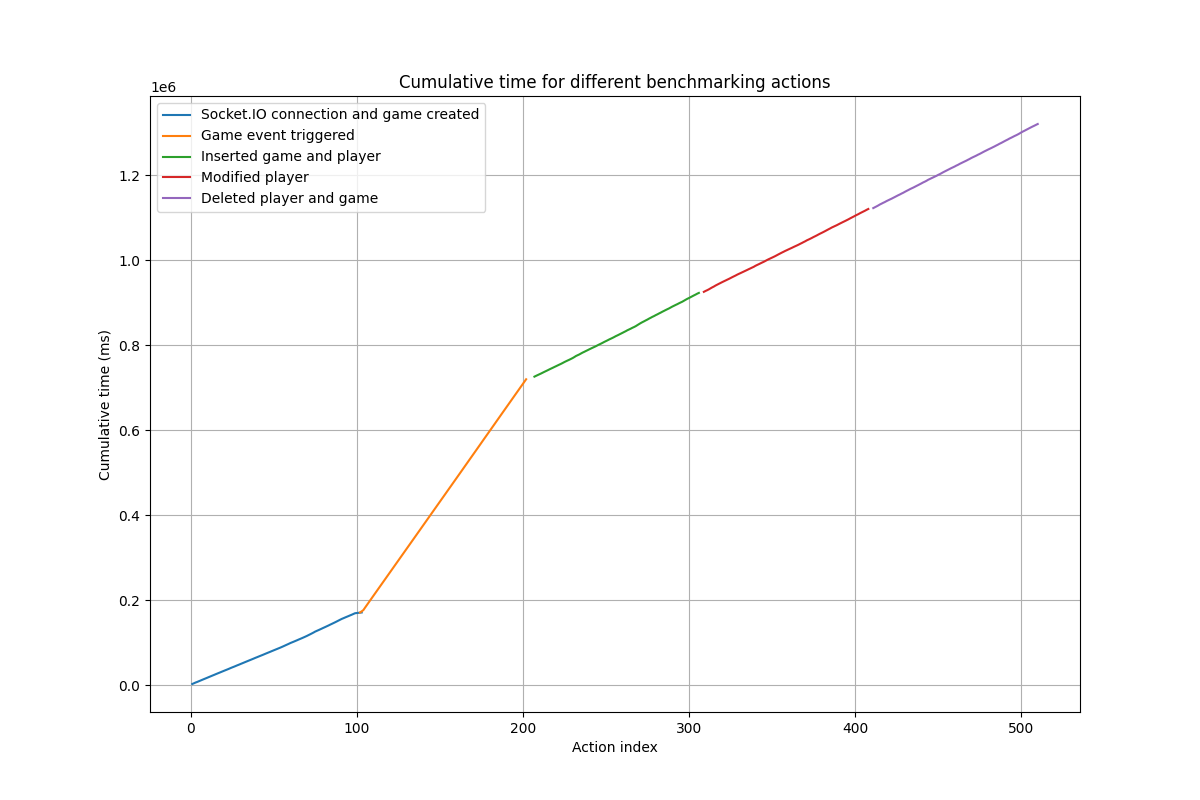 Cumulative time for different benchmarking actions
1e6
Socket.IO connection and game created
Game event triggered
Inserted game and player
Modified player
Deleted player and game
1.2
1.0
0.8
0.6
0.4
0.2
0.0
Cumulative time (ms)
0 100 200 300 400 500
Action index